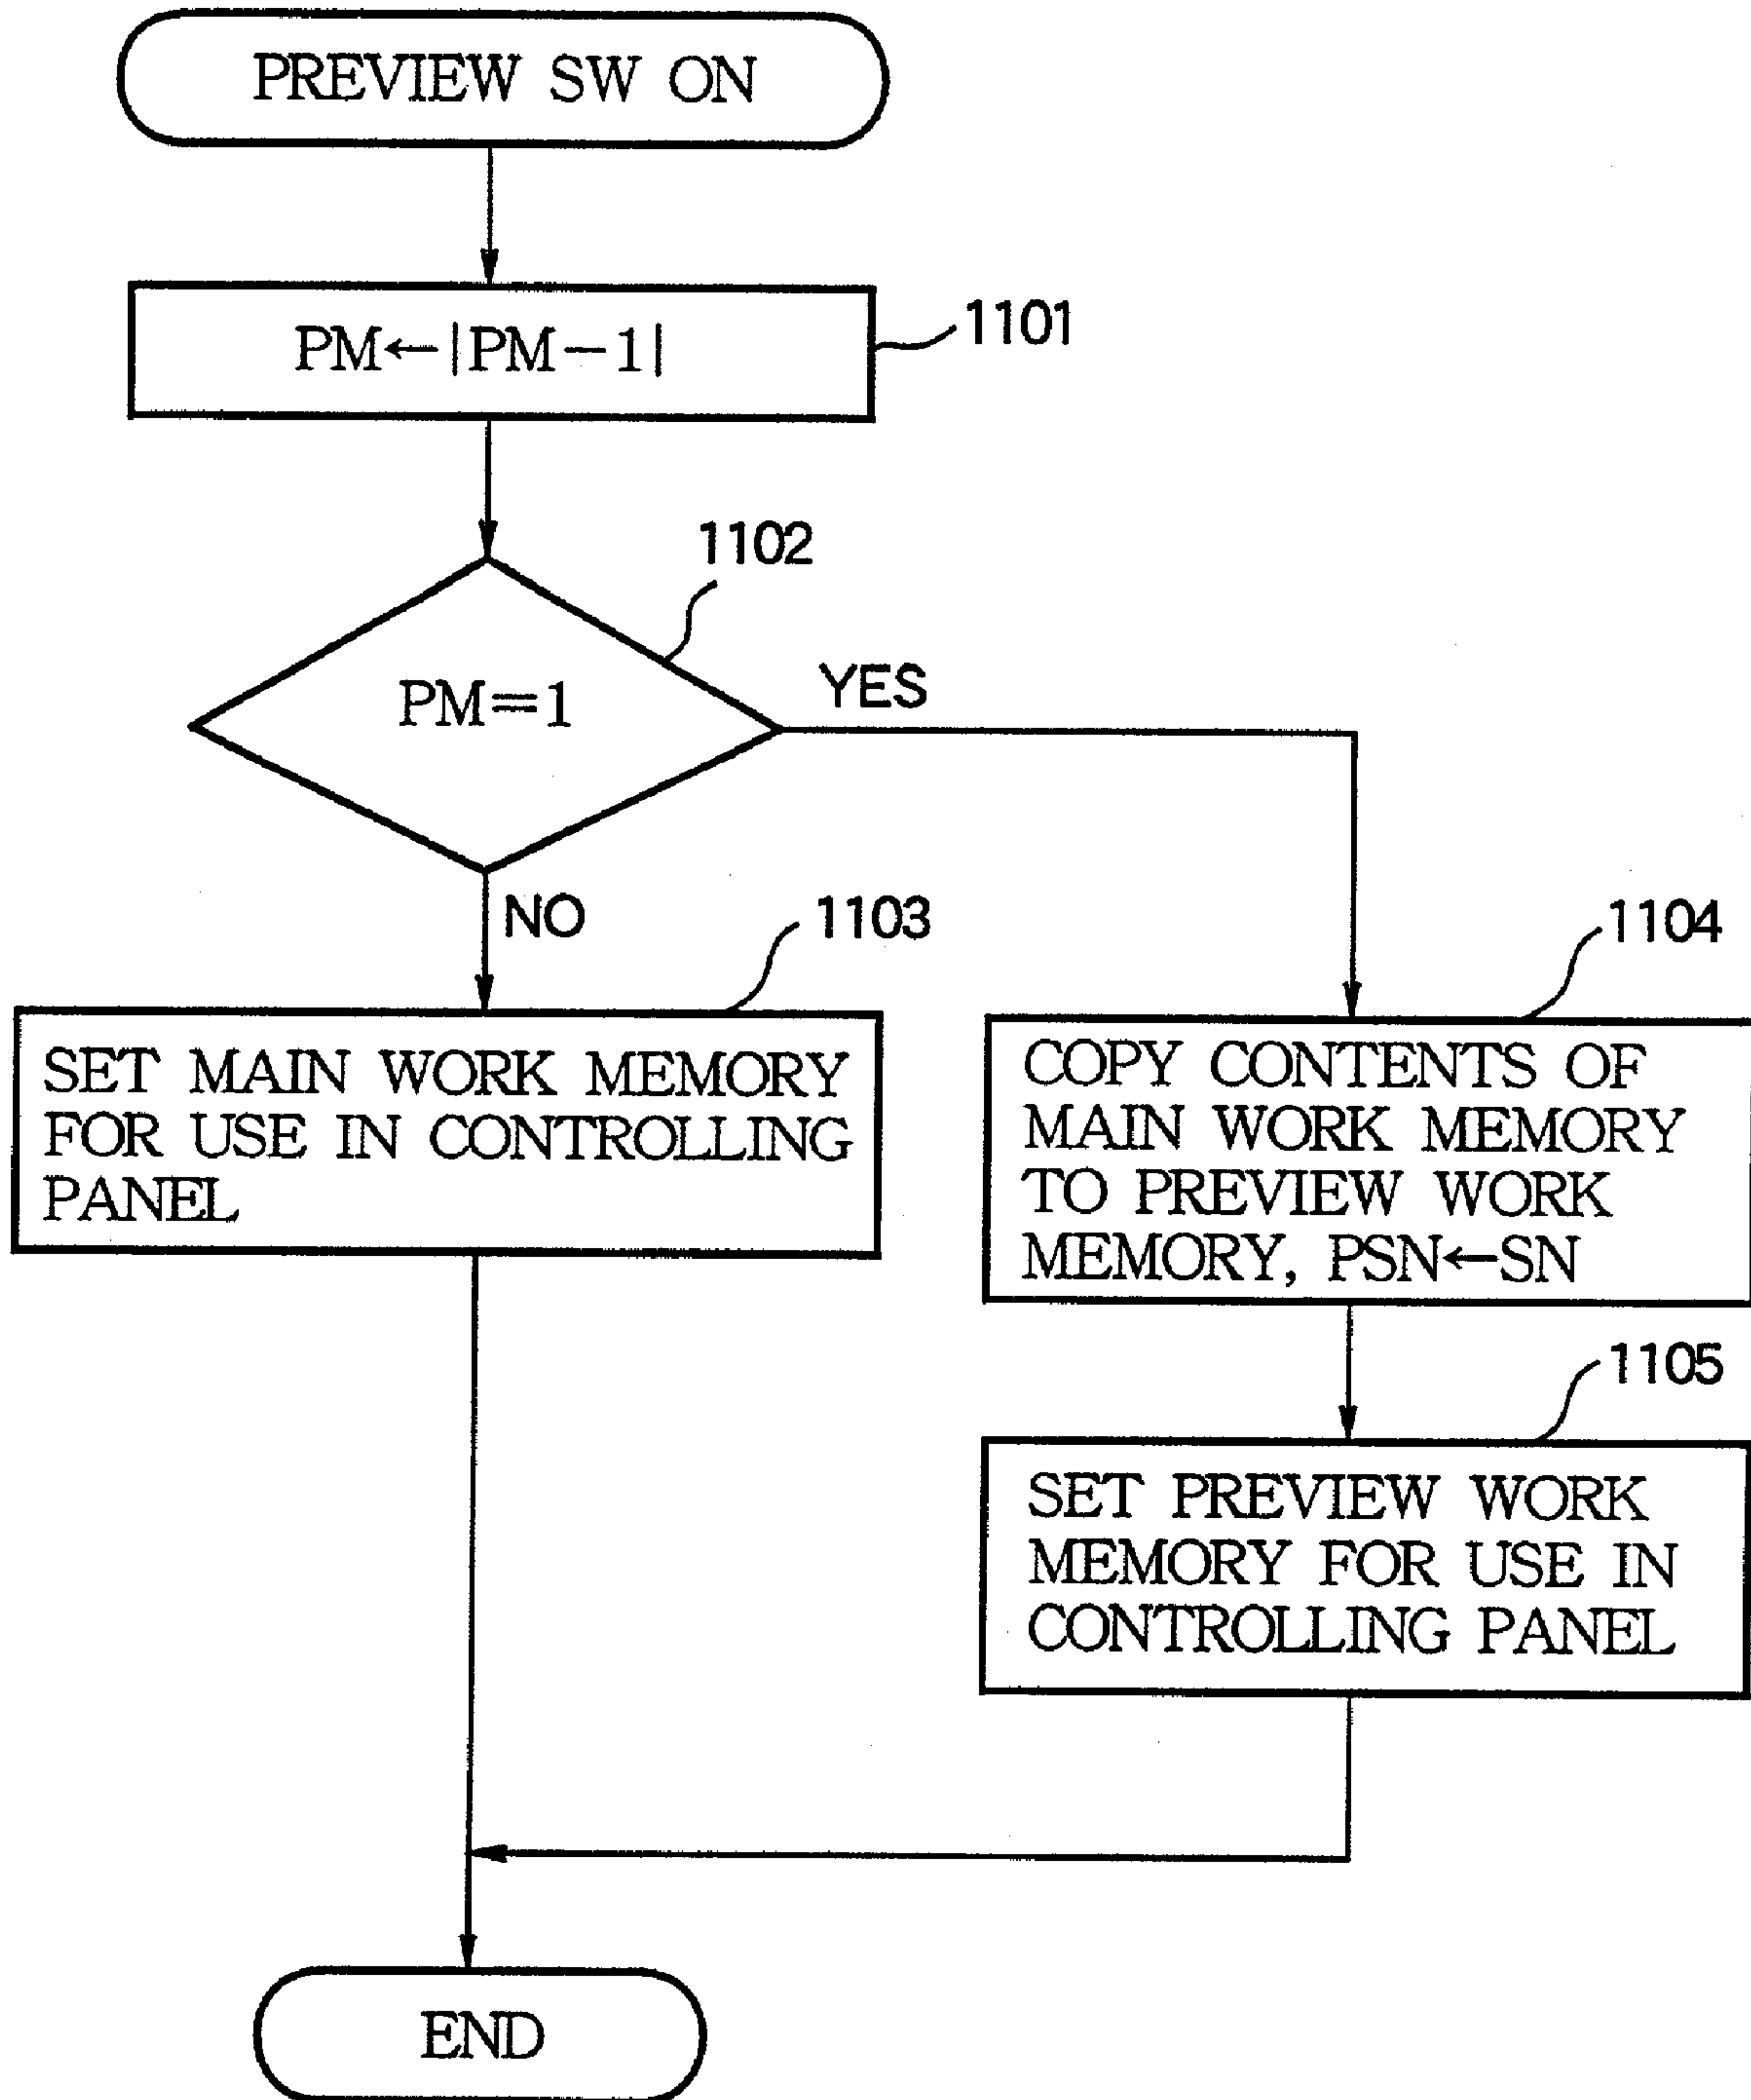 PREVIEW SW ON
PM←|PM−1|
1101
1102
PM=1
YES
NO
1103
SET MAIN WORK MEMORY
FOR USE IN CONTROLLING
PANEL
1104
COPY CONTENTS OF
MAIN WORK MEMORY
TO PREVIEW WORK
MEMORY, PSN←SN
1105
SET PREVIEW WORK
MEMORY FOR USE IN
CONTROLLING PANEL
END